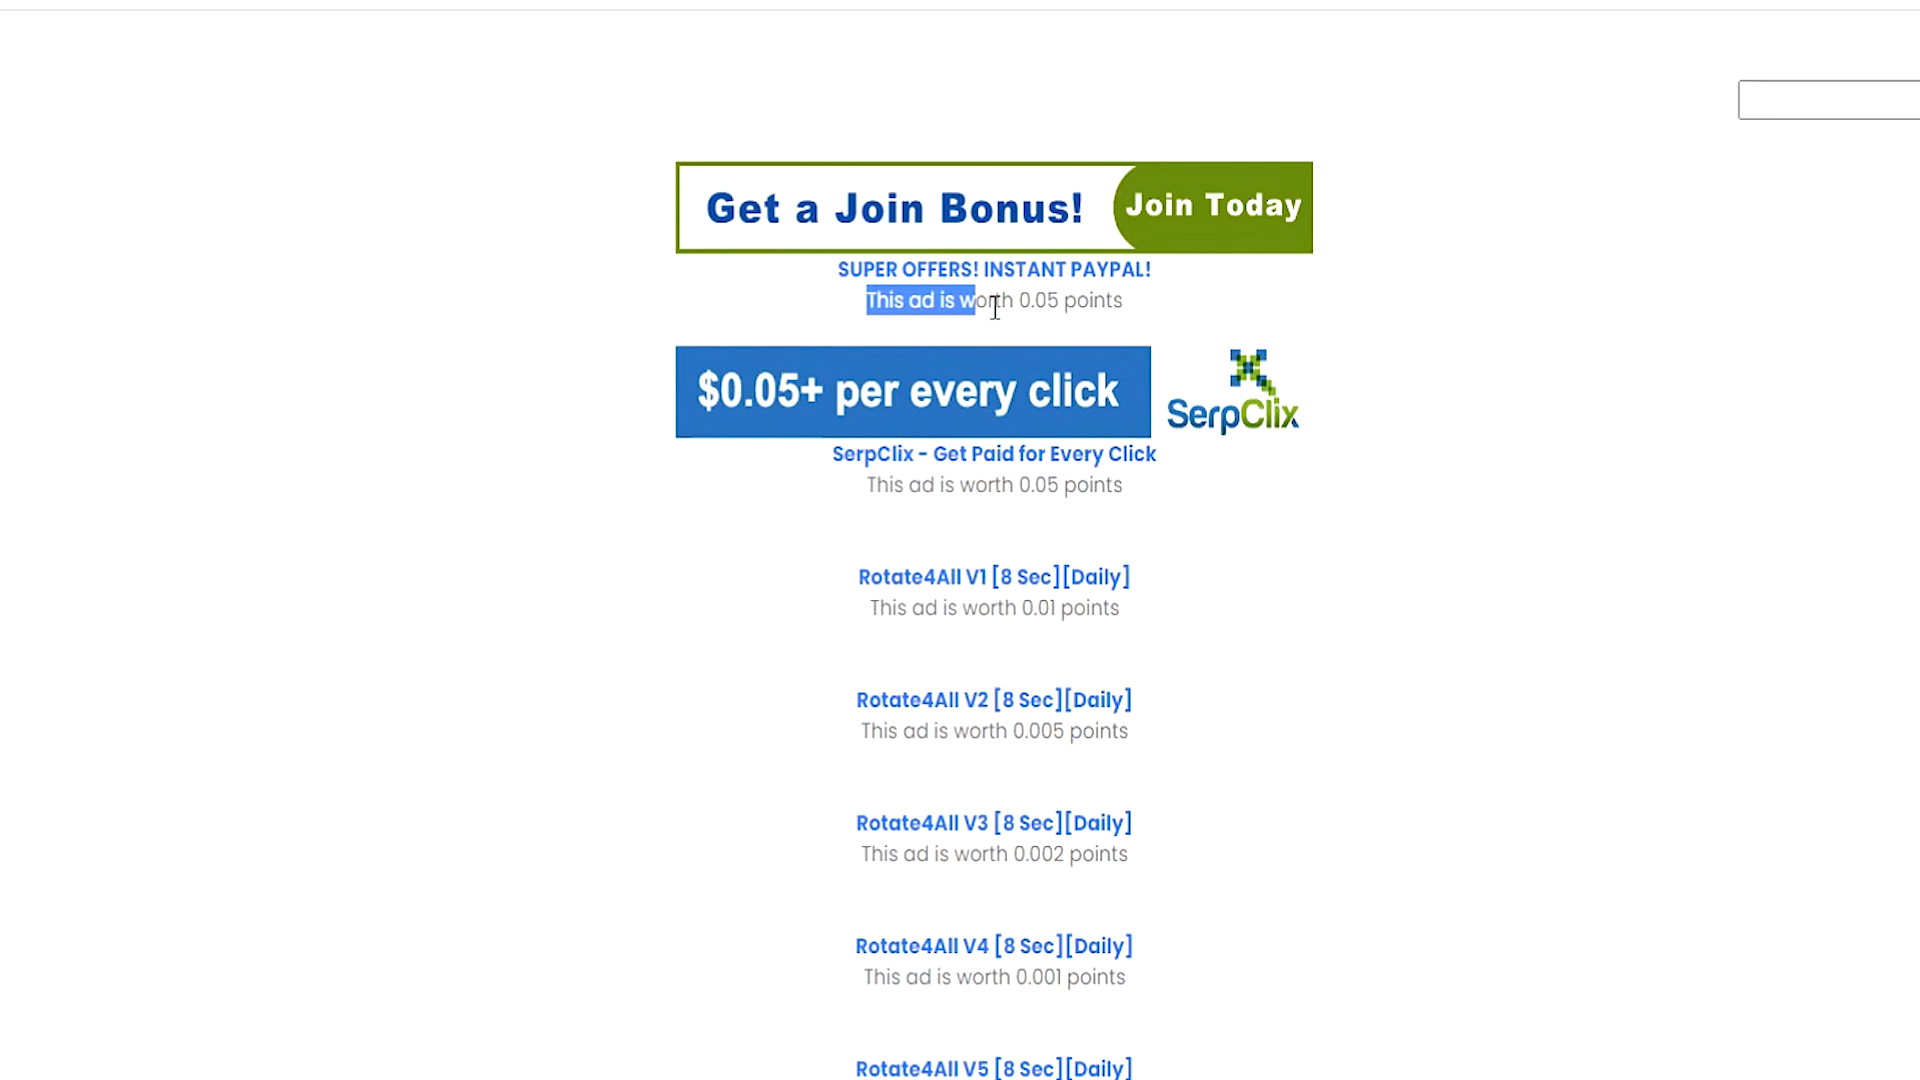 Get a Join Bonus! Join Today
SUPER OFFERS! INSTANT PAYPAL!
This ad is worth 0.05 points
$0.05+ per every click
SerpClix
SerpClix - Get Paid for Every Click
This ad is worth 0.05 points
Rotate4All V1 [8 Sec][Daily]
This ad is worth 0.01 points
Rotate4All V2 [8 Sec][Daily]
This ad is worth 0.005 points
Rotate4All V3 [8 Sec][Daily]
This ad is worth 0.002 points
Rotate4All V4 [8 Sec][Daily]
This ad is worth 0.001 points
Rotate4All V5 [8 Sec][Daily]